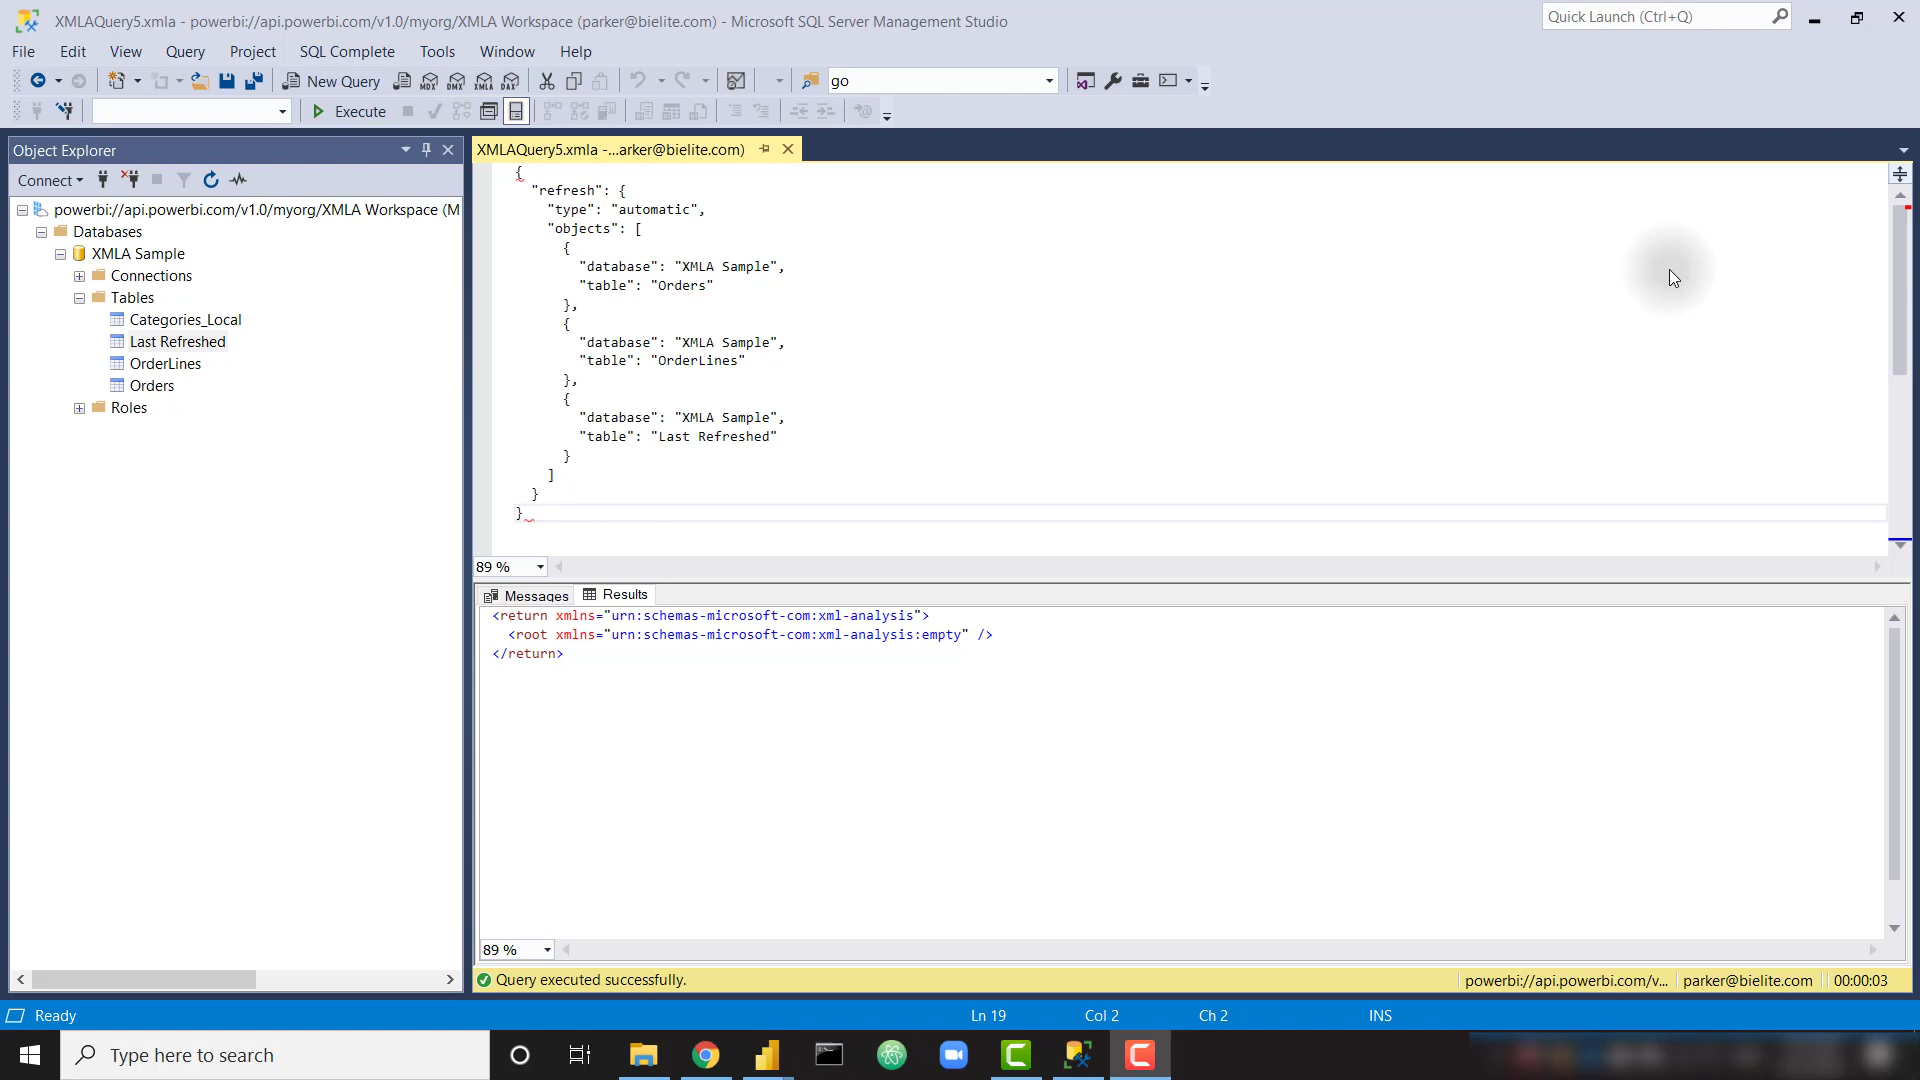 XMLAQuery5.xmla - powerbi://api.powerbi.com/v1.0/myorg/XMLA Workspace (parker@bielite.com) - Microsoft SQL Server Management Studio
Quick Launch (Ctrl+Q)
File Edit View Query Project SQL Complete Tools Window Help
New Query MDX DMX XMLA DAX go
Execute
Object Explorer
Connect
powerbi://api.powerbi.com/v1.0/myorg/XMLA Workspace (M
Databases
XMLA Sample
Connections
Tables
Categories_Local
Last Refreshed
OrderLines
Orders
Roles
XMLAQuery5.xmla -...arker@bielite.com)
{
"refresh": {
"type": "automatic",
"objects": [
{
"database": "XMLA Sample",
"table": "Orders"
},
{
"database": "XMLA Sample",
"table": "OrderLines"
},
{
"database": "XMLA Sample",
"table": "Last Refreshed"
}
]
}
}
89 %
Messages Results
<return xmlns="urn:schemas-microsoft-com:xml-analysis">
<root xmlns="urn:schemas-microsoft-com:xml-analysis:empty" />
</return>
89 %
Query executed successfully. powerbi://api.powerbi.com/v... parker@bielite.com 00:00:03
Ready Ln 19 Col 2 Ch 2 INS
Type here to search